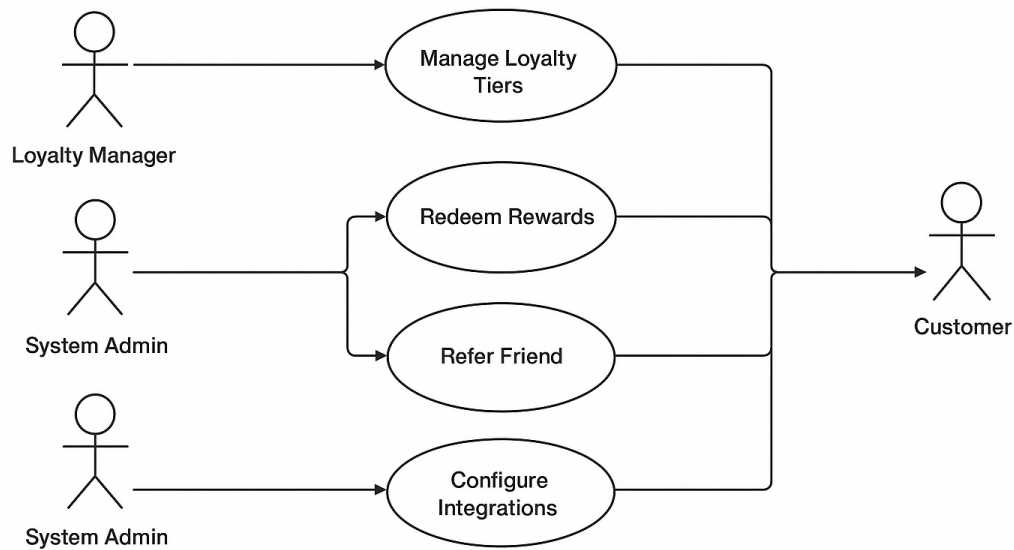 Manage Loyalty
Tiers
Loyalty Manager
Redeem Rewards
System Admin
Refer Friend
Customer
Configure
Integrations
System Admin